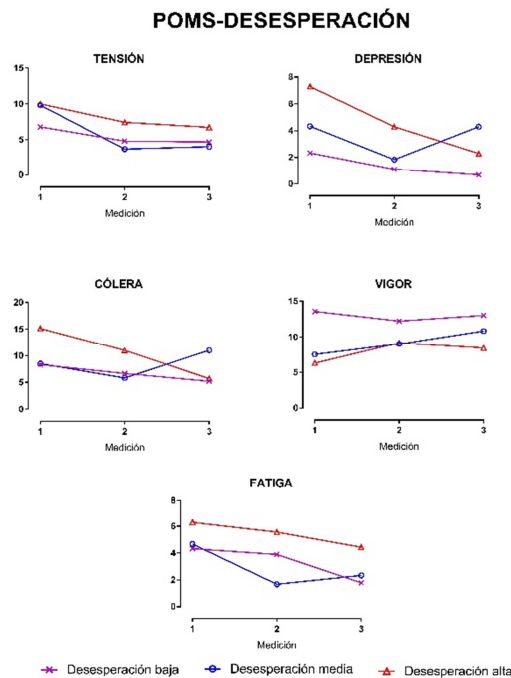 POMS-DESESPERACIÓN
TENSIÓN
15
10
5
0
1 2 3
Medición
DEPRESIÓN
8
6
4
2
0
1 2 3
Medición
CÓLERA
20
15
10
5
0
1 2 3
Medición
VIGOR
15
10
5
0
1 2 3
Medición
FATIGA
8
6
4
2
0
1 2 3
Medición
Desesperación baja Desesperación media Desesperación alta